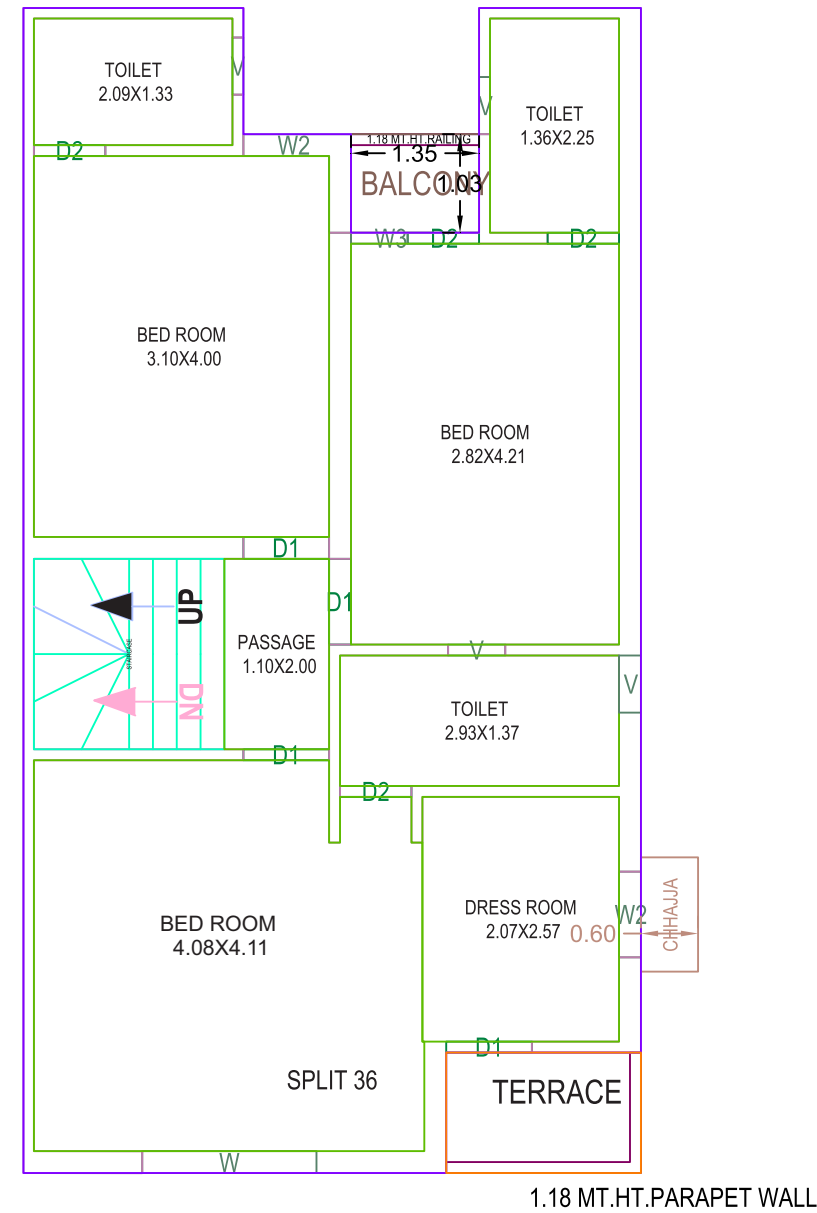 TOILET
2.09X1.33
V
V
TOILET
1.36X2.25
D2
W2
1.18 MT.HT.RAILING
1.35
BALCONY
1.03
W3
D2
D2
BED ROOM
3.10X4.00
BED ROOM
2.82X4.21
D1
UP
D1
STAIRCASE
PASSAGE
1.10X2.00
DN
V
V
TOILET
2.93X1.37
D1
D2
BED ROOM
4.08X4.11
DRESS ROOM
2.07X2.57
W2
0.60
CHHAJJA
D1
SPLIT 36
TERRACE
W
1.18 MT.HT.PARAPET WALL